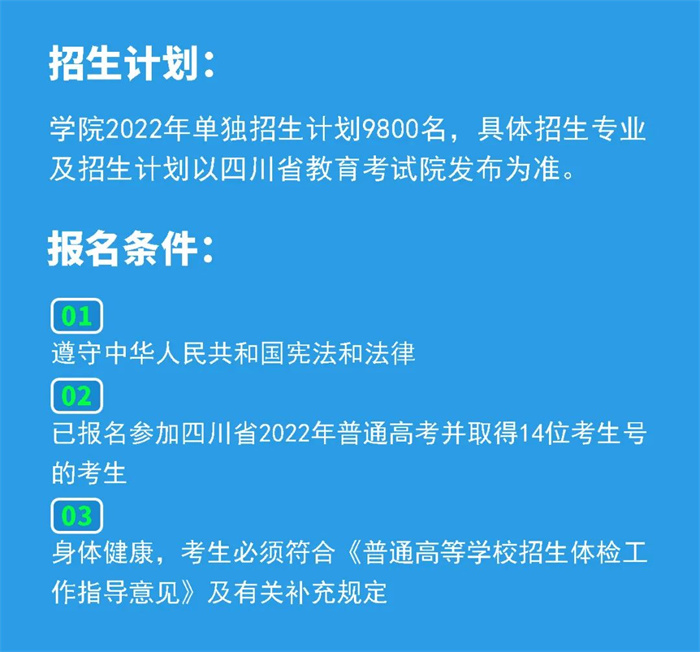 招生计划：
学院2022年单独招生计划9800名，具体招生专业
及招生计划以四川省教育考试院发布为准。
报名条件：
01
遵守中华人民共和国宪法和法律
02
已报名参加四川省2022年普通高考并取得14位考生号
的考生
03
身体健康，考生必须符合《普通高等学校招生体检工
作指导意见》及有关补充规定